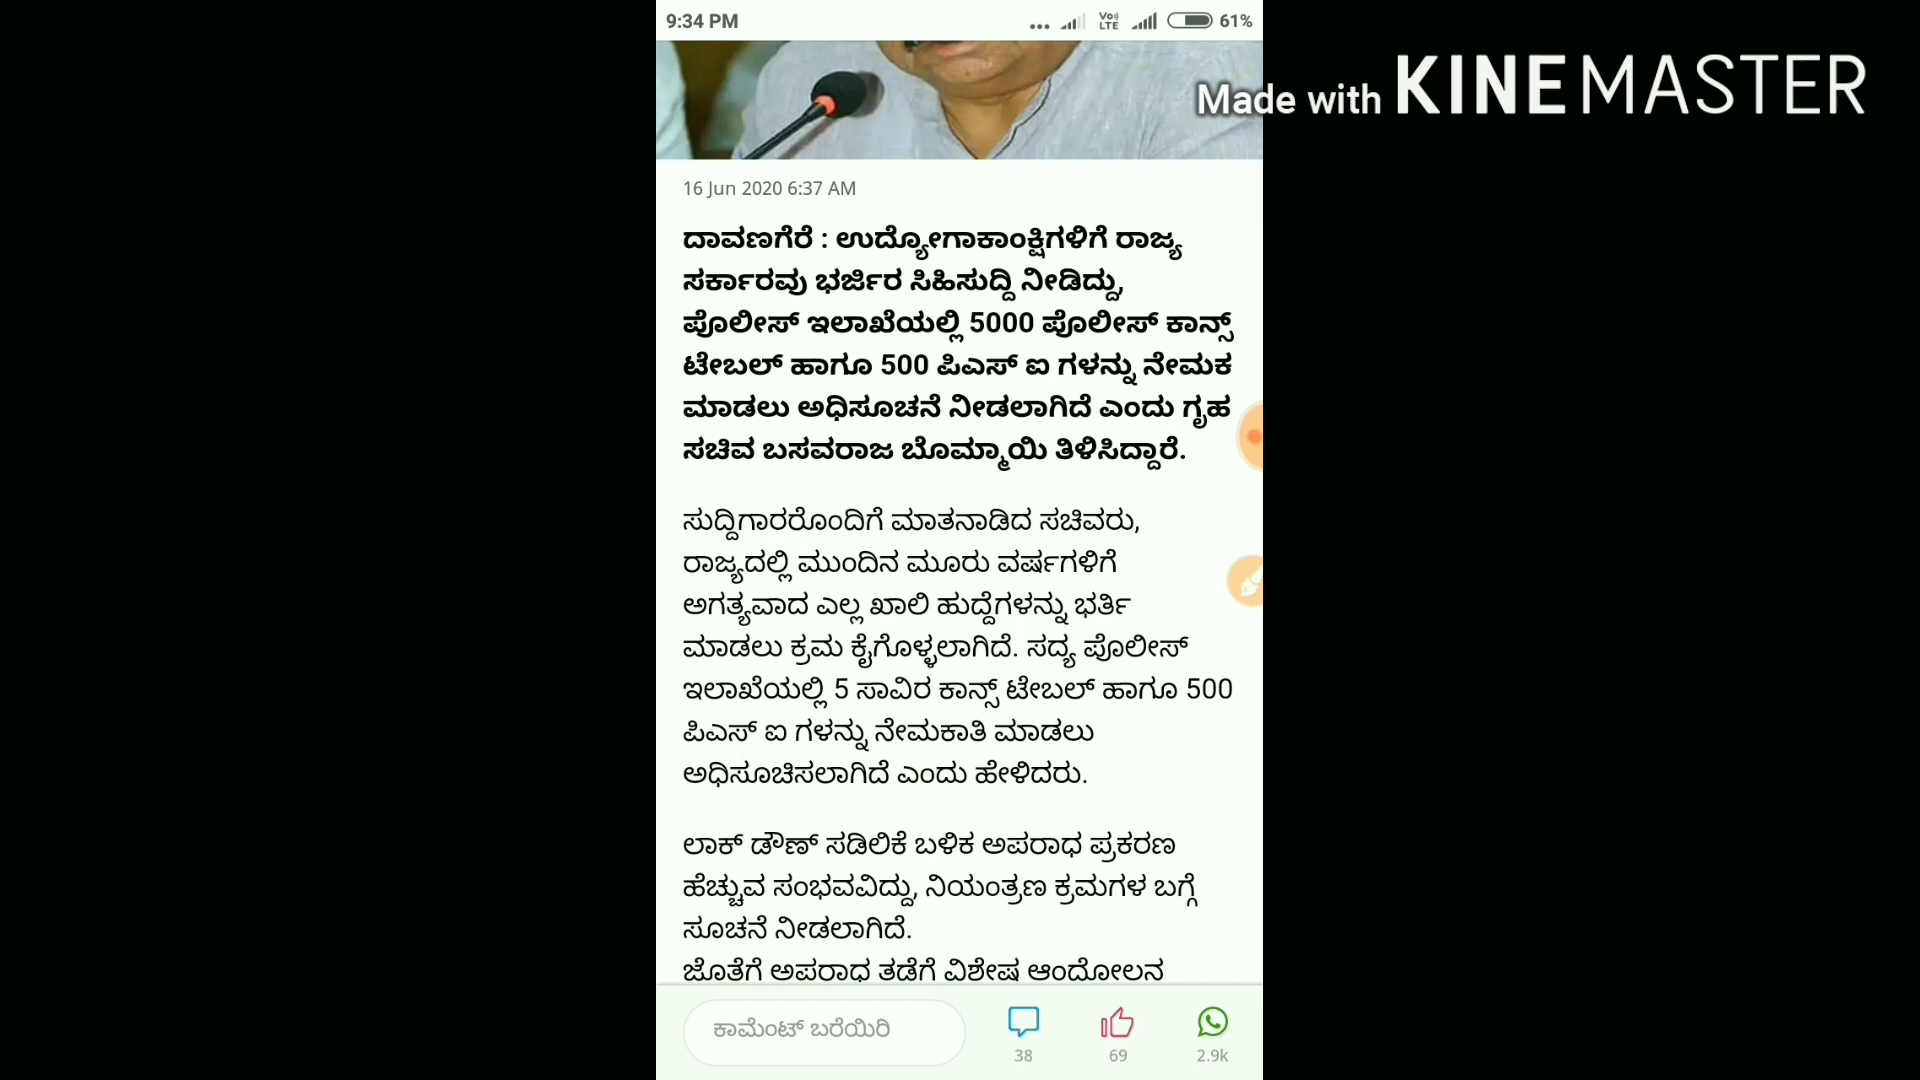 9:34 PM
Vo) LTE
61%
Made with KINEMASTER
16 Jun 2020 6:37 AM
ದಾವಣಗೆರೆ : ಉದ್ಯೋಗಾಕಾಂಕ್ಷಿಗಳಿಗೆ ರಾಜ್ಯ
ಸರ್ಕಾರವು ಭರ್ಜಿರ ಸಿಹಿಸುದ್ದಿ ನೀಡಿದ್ದು,
ಪೊಲೀಸ್ ಇಲಾಖೆಯಲ್ಲಿ 5000 ಪೊಲೀಸ್ ಕಾನ್ಸ್
ಟೇಬಲ್ ಹಾಗೂ 500 ಪಿಎಸ್ ಐ ಗಳನ್ನು ನೇಮಕ
ಮಾಡಲು ಅಧಿಸೂಚನೆ ನೀಡಲಾಗಿದೆ ಎಂದು ಗೃಹ
ಸಚಿವ ಬಸವರಾಜ ಬೊಮ್ಮಾಯಿ ತಿಳಿಸಿದ್ದಾರೆ.
ಸುದ್ದಿಗಾರರೊಂದಿಗೆ ಮಾತನಾಡಿದ ಸಚಿವರು,
ರಾಜ್ಯದಲ್ಲಿ ಮುಂದಿನ ಮೂರು ವರ್ಷಗಳಿಗೆ
ಅಗತ್ಯವಾದ ಎಲ್ಲ ಖಾಲಿ ಹುದ್ದೆಗಳನ್ನು ಭರ್ತಿ
ಮಾಡಲು ಕ್ರಮ ಕೈಗೊಳ್ಳಲಾಗಿದೆ. ಸದ್ಯ ಪೊಲೀಸ್
ಇಲಾಖೆಯಲ್ಲಿ 5 ಸಾವಿರ ಕಾನ್ಸ್ ಟೇಬಲ್ ಹಾಗೂ 500
ಪಿಎಸ್ ಐ ಗಳನ್ನು ನೇಮಕಾತಿ ಮಾಡಲು
ಅಧಿಸೂಚಿಸಲಾಗಿದೆ ಎಂದು ಹೇಳಿದರು.
ಲಾಕ್ ಡೌಣ್ ಸಡಿಲಿಕೆ ಬಳಿಕ ಅಪರಾಧ ಪ್ರಕರಣ
ಹೆಚ್ಚುವ ಸಂಭವವಿದ್ದು, ನಿಯಂತ್ರಣ ಕ್ರಮಗಳ ಬಗ್ಗೆ
ಸೂಚನೆ ನೀಡಲಾಗಿದೆ.
ಜೊತೆಗೆ ಅಪರಾಧ ತಡೆಗೆ ವಿಶೇಷ ಆಂದೋಲನ
ಕಾಮೆಂಟ್ ಬರೆಯಿರಿ
38
69
2.9k